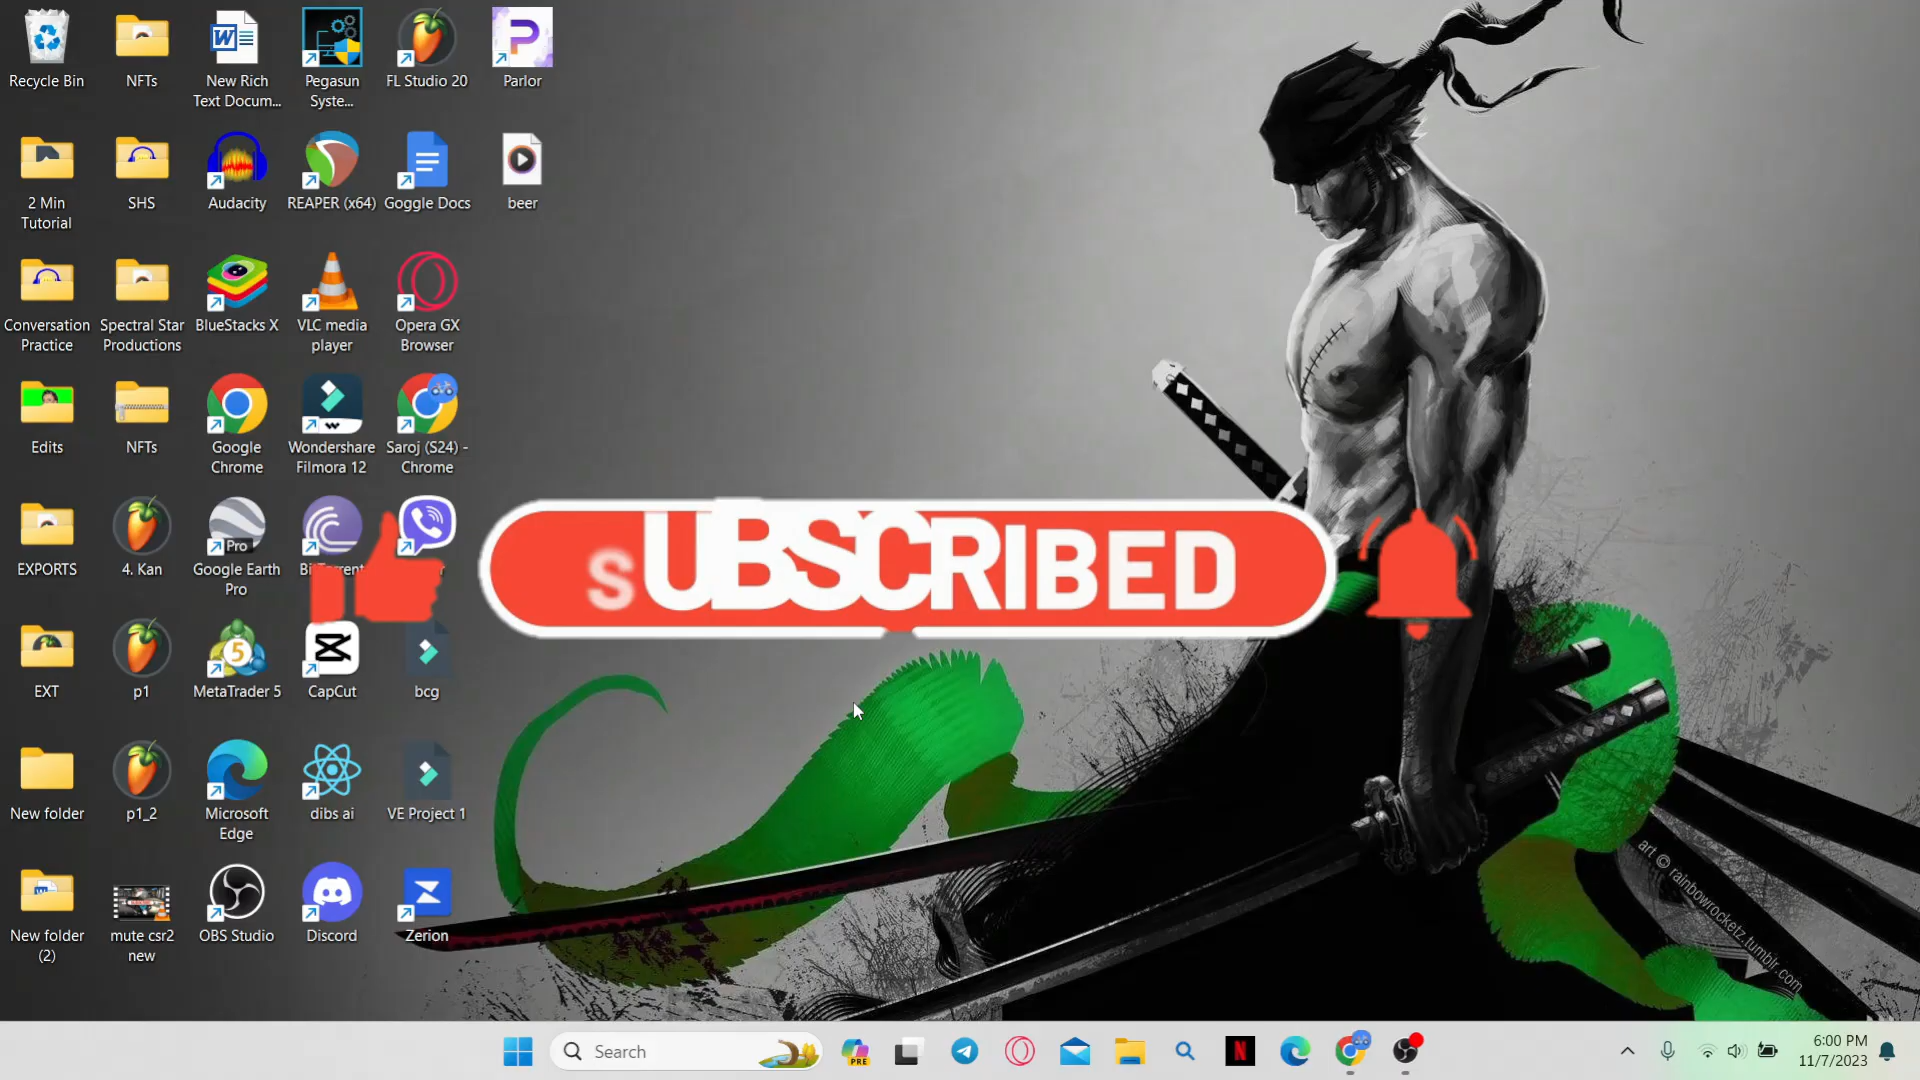 Recycle Bin
NFTs
New Rich
Text Docum...
Pegasun
Syste...
FL Studio 20
Parlor
2 Min
Tutorial
SHS
Audacity
REAPER (x64)
Goggle Docs
beer
Conversation
Practice
Spectral Star
Productions
BlueStacks X
VLC media
player
Opera GX
Browser
Edits
NFTs
Google
Chrome
Wondershare
Filmora 12
Saroj (S24) -
Chrome
EXPORTS
4. Kan
Pro
Google Earth
Pro
SUBSCRIBED
EXT
p1
5
MetaTrader 5
CapCut
bcg
New folder
p1_2
Microsoft
Edge
dibs ai
VE Project 1
New folder
(2)
mute csr2
new
OBS Studio
Discord
Zerion
art © rainbowrocketz.tumblr.com
Search
PRE
N
6:00 PM
11/7/2023